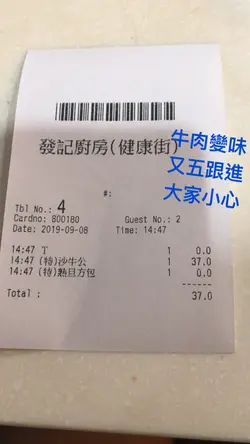 發記廚房(健康街)
牛肉變味
又五跟進
大家小心
#:
Tbl No.: 4
Cardno: 800180 Guest No.: 2
Date: 2019-09-08 Time: 14:47
14:47 T 1 0.0
14:47 (特)沙牛公 1 37.0
14:47 (特)熱旦方包 1 0.0
------
Total : 37.0